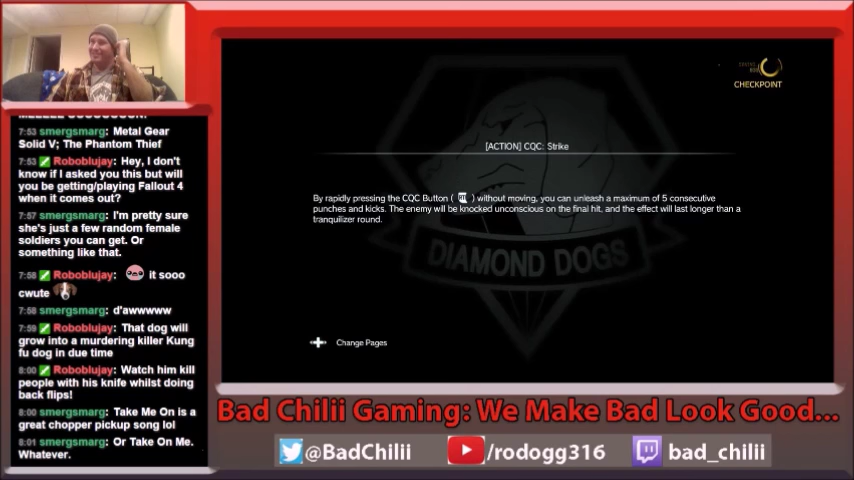 7:53 smergsmarg: Metal Gear
Solid V; The Phantom Thief
7:53 Roboblujay: Hey, I don't
know if I asked you this but will
you be getting/playing Fallout 4
when it comes out?
7:57 smergsmarg: I'm pretty sure
she's just a few random female
soldiers you can get. Or
something like that.
7:58 Roboblujay: it sooo
cwute
7:58 smergsmarg: d'awwwww
7:59 Roboblujay: That dog will
grow into a murdering killer Kung
fu dog in due time
8:00 Roboblujay: Watch him kill
people with his knife whilst doing
back flips!
8:00 smergsmarg: Take Me On is a
great chopper pickup song lol
8:01 smergsmarg: Or Take On Me.
Whatever.
CHECKPOINT
[ACTION] CQC: Strike
By rapidly pressing the CQC Button ( ) without moving, you can unleash a maximum of 5 consecutive
punches and kicks. The enemy will be knocked unconscious on the final hit, and the effect will last longer than a
tranquilizer round.
DIAMOND DOGS
Change Pages
Bad Chilii Gaming: We Make Bad Look Good...
@BadChilii
/rodogg316
bad_chilii